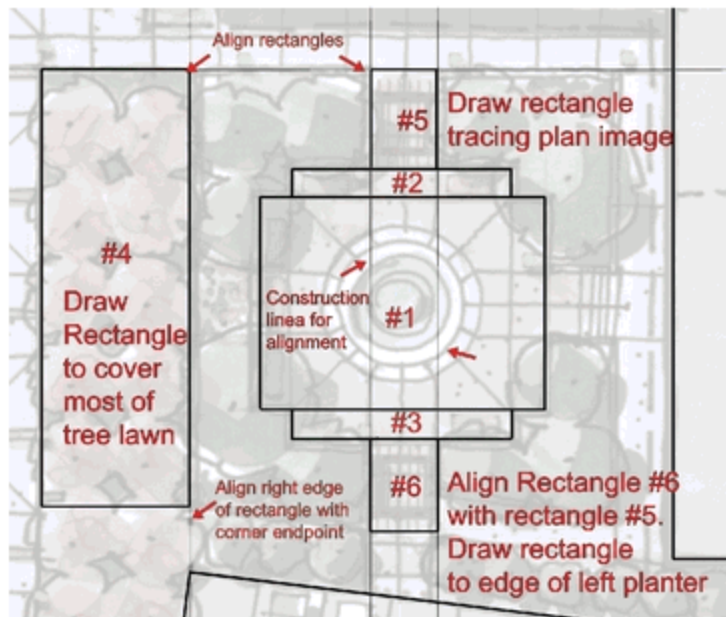 Align rectangles
#5
Draw rectangle
tracing plan image
#2
#4
Draw
Rectangle
to cover
most of
tree lawn
Construction
linea for
alignment
#1
#3
Align right edge
of rectangle with
corner endpoint
#6
Align Rectangle #6
with rectangle #5.
Draw rectangle
to edge of left planter